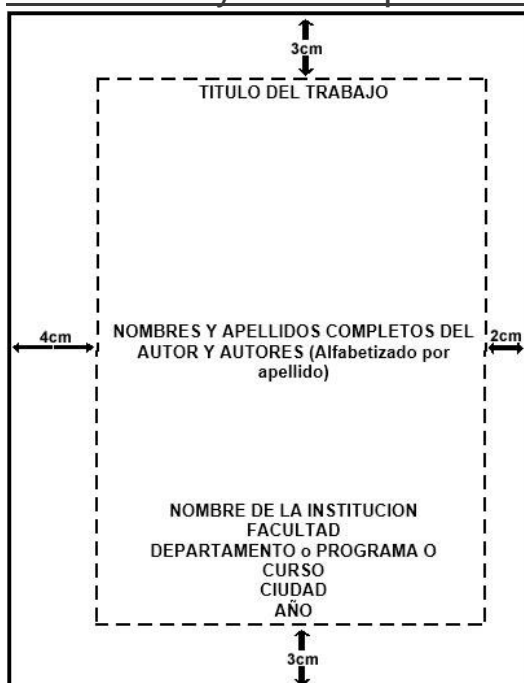 3cm
TITULO DEL TRABAJO
4cm
NOMBRES Y APELLIDOS COMPLETOS DEL
2cm
AUTOR Y AUTORES (Alfabetizado por
apellido)
NOMBRE DE LA INSTITUCION
FACULTAD
DEPARTAMENTO o PROGRAMA O
CURSO
CIUDAD
AÑO
3cm